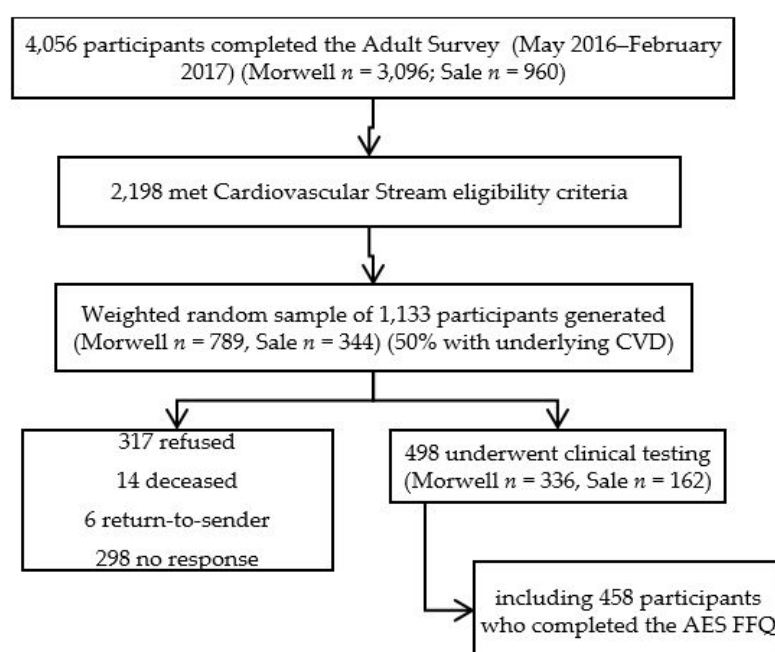 4,056 participants completed the Adult Survey (May 2016–February
2017) (Morwell n = 3,096; Sale n = 960)
2,198 met Cardiovascular Stream eligibility criteria
Weighted random sample of 1,133 participants generated
(Morwell n = 789, Sale n = 344) (50% with underlying CVD)
317 refused
14 deceased
6 return-to-sender
298 no response
498 underwent clinical testing
(Morwell n = 336, Sale n = 162)
including 458 participants
who completed the AES FFQ